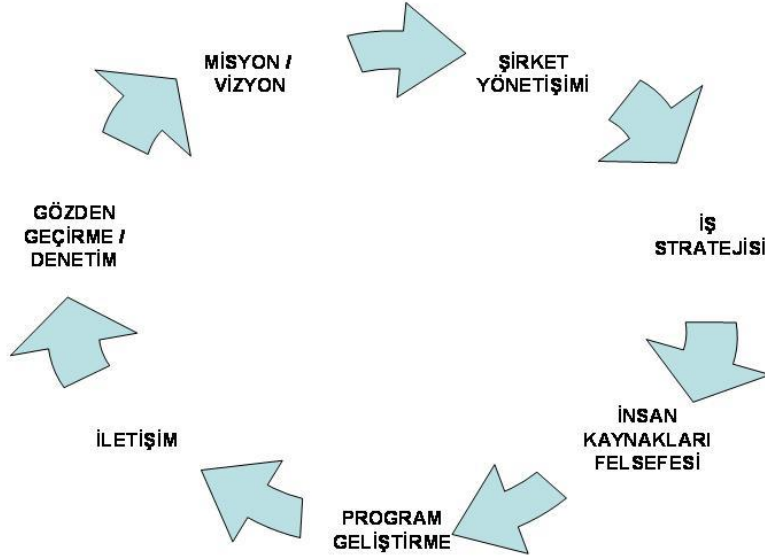 MİSYON /
VİZYON
ŞİRKET
YÖNETİŞİMİ
İŞ
STRATEJİSİ
İNSAN
KAYNAKLARI
FELSEFESİ
PROGRAM
GELİŞTİRME
İLETİŞİM
GÖZDEN
GEÇİRME /
DENETİM